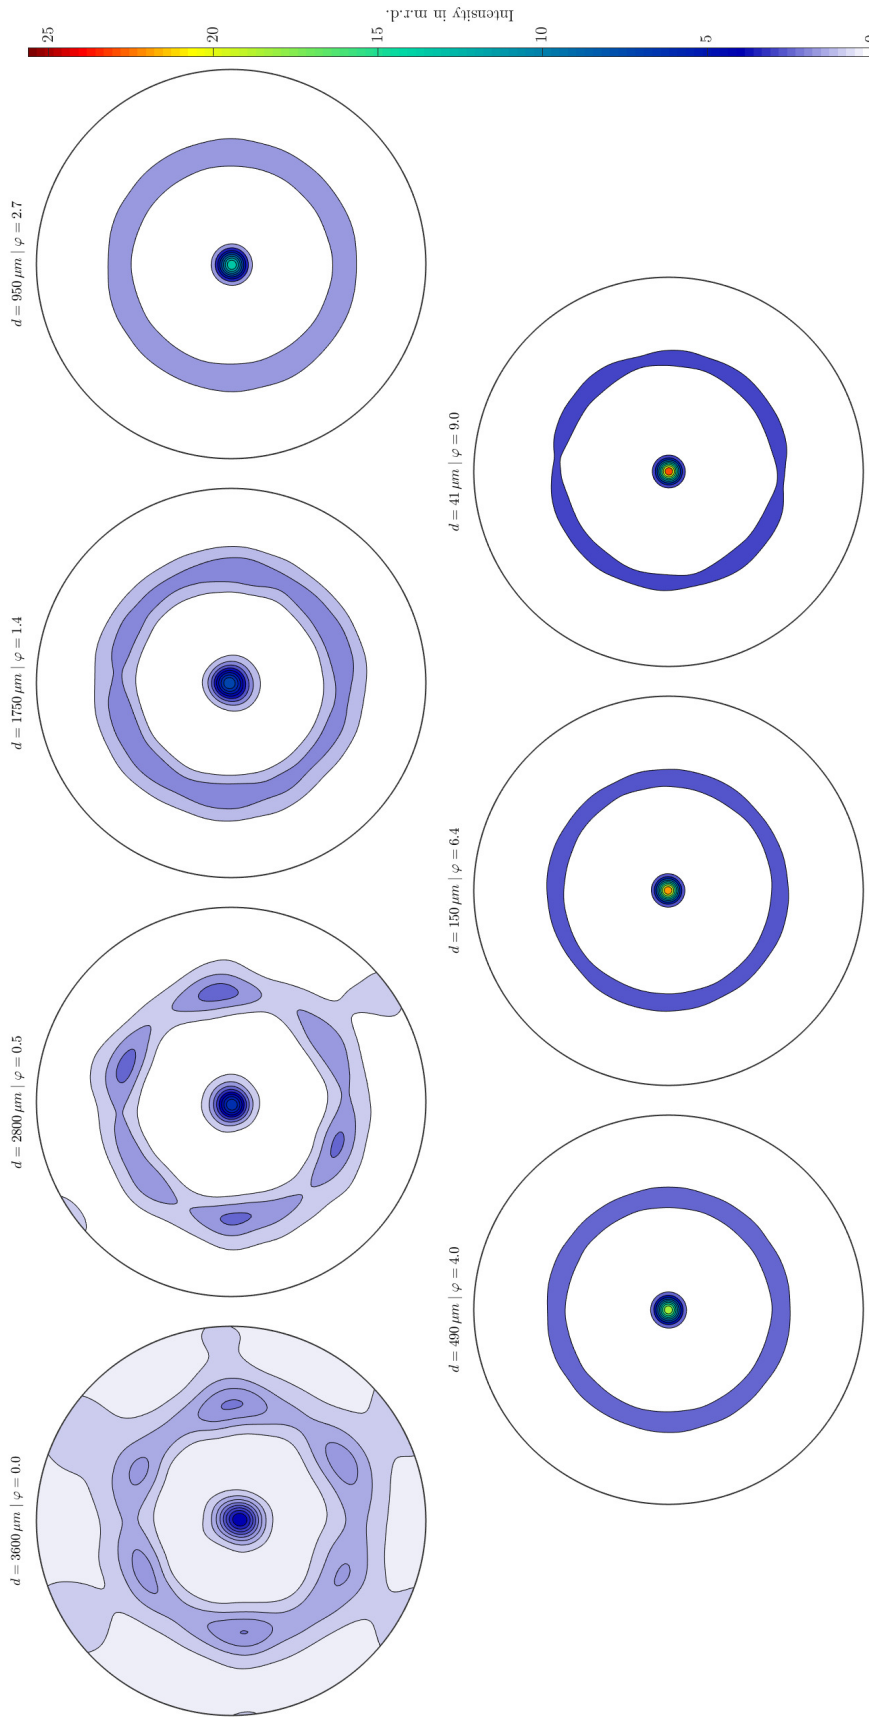 d = 3600 μm | φ = 0.0
d = 2800 μm | φ = 0.5
d = 1750 μm | φ = 1.4
d = 950 μm | φ = 2.7
d = 490 μm | φ = 4.0
d = 150 μm | φ = 6.4
d = 41 μm | φ = 9.0
0
5
10
15
20
25
Intensity in m.r.d.